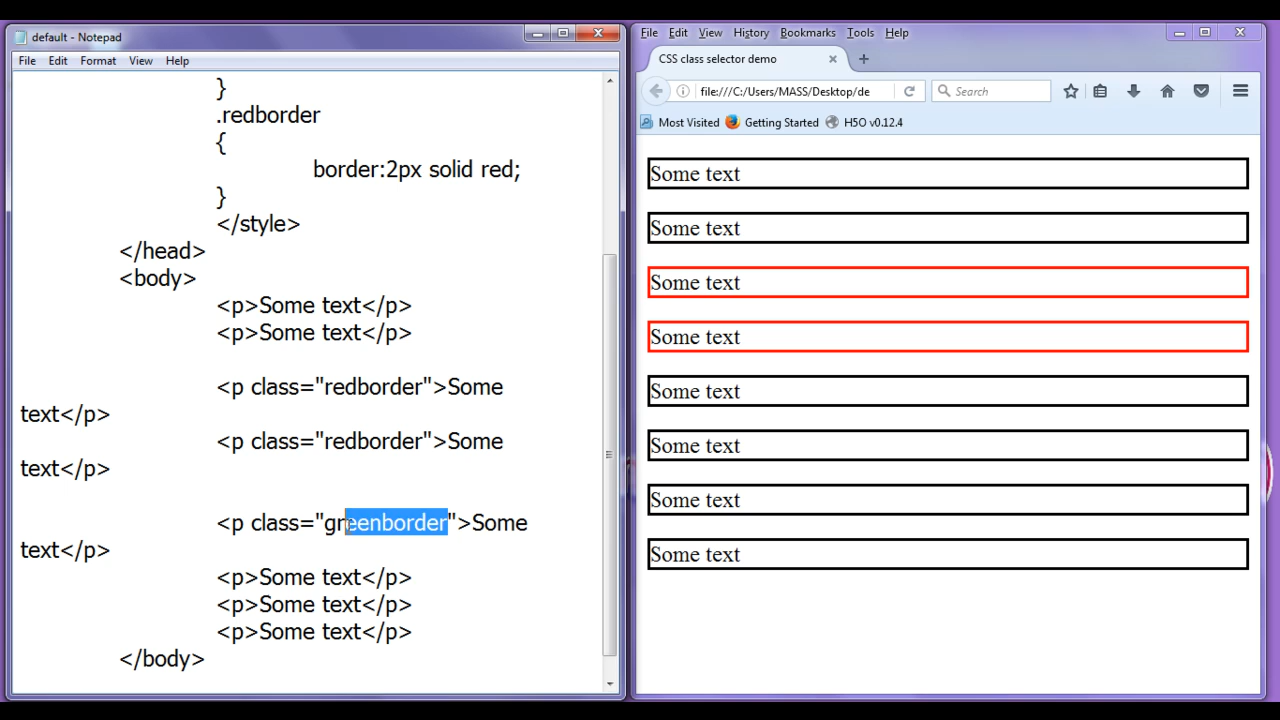 default - Notepad
File Edit Format View Help
}
.redborder
{
border:2px solid red;
}
</style>
</head>
<body>
<p>Some text</p>
<p>Some text</p>
<p class="redborder">Some
text</p>
<p class="redborder">Some
text</p>
<p class="greenborder">Some
text</p>
<p>Some text</p>
<p>Some text</p>
<p>Some text</p>
</body>
File Edit View History Bookmarks Tools Help
CSS class selector demo
file:///C:/Users/MASS/Desktop/de
Search
Most Visited Getting Started H5O v0.12.4
Some text
Some text
Some text
Some text
Some text
Some text
Some text
Some text